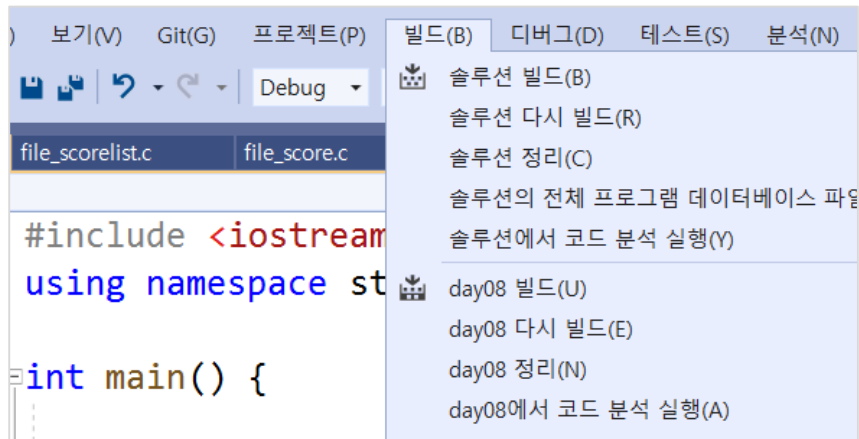 ) 보기(V) Git(G) 프로젝트(P) 빌드(B) 디버그(D) 테스트(S) 분석(N)
Debug
솔루션 빌드(B)
솔루션 다시 빌드(R)
솔루션 정리(C)
솔루션의 전체 프로그램 데이터베이스 파일
솔루션에서 코드 분석 실행(Y)
day08 빌드(U)
day08 다시 빌드(E)
day08 정리(N)
day08에서 코드 분석 실행(A)
file_scorelist.c file_score.c
#include <iostream
using namespace st
int main() {